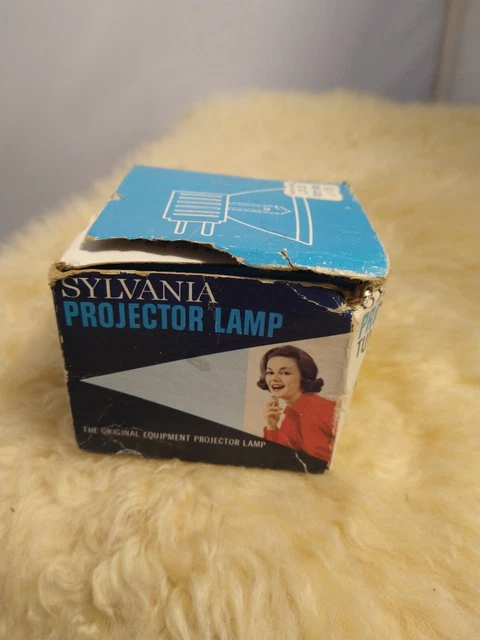 SYLVANIA
PROJECTOR LAMP
THE ORIGINAL EQUIPMENT PROJECTOR LAMP